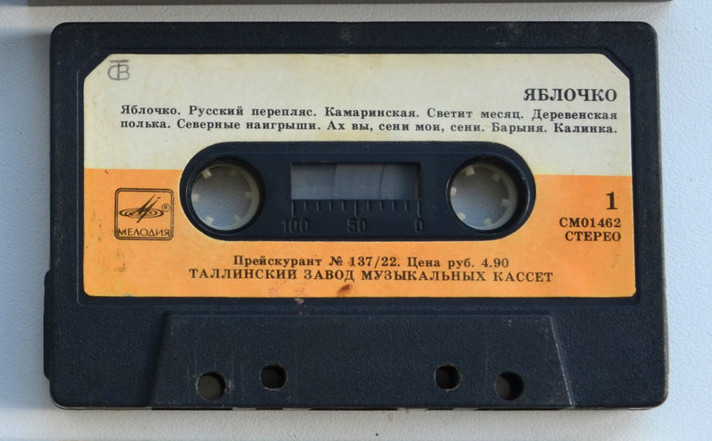 ЯБЛОЧКО
Яблочко. Русский перепляс. Камаринская. Светит месяц. Деревенская
полька. Северные наигрыши. Ах вы, сени мои, сени. Барыня. Калинка.
1
СМ01462
СТЕРЕО
МЕЛОДИЯ
100 50 0
Прейскурант № 137/22. Цена руб. 4.90
ТАЛЛИНСКИЙ ЗАВОД МУЗЫКАЛЬНЫХ КАССЕТ